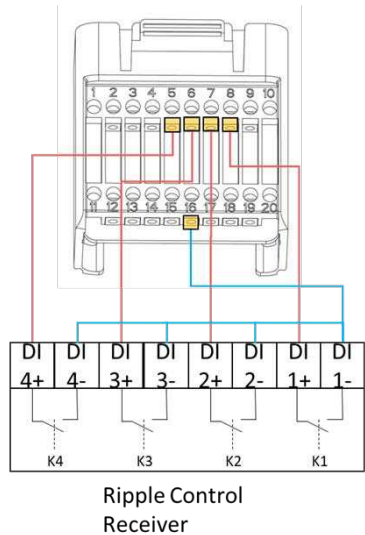 1 2 3 4 5 6 7 8 9 10
11 12 13 14 15 16 17 18 19 20
DI DI DI DI DI DI DI DI
4+ 4- 3+ 3- 2+ 2- 1+ 1-
K4 K3 K2 K1
Ripple Control
Receiver